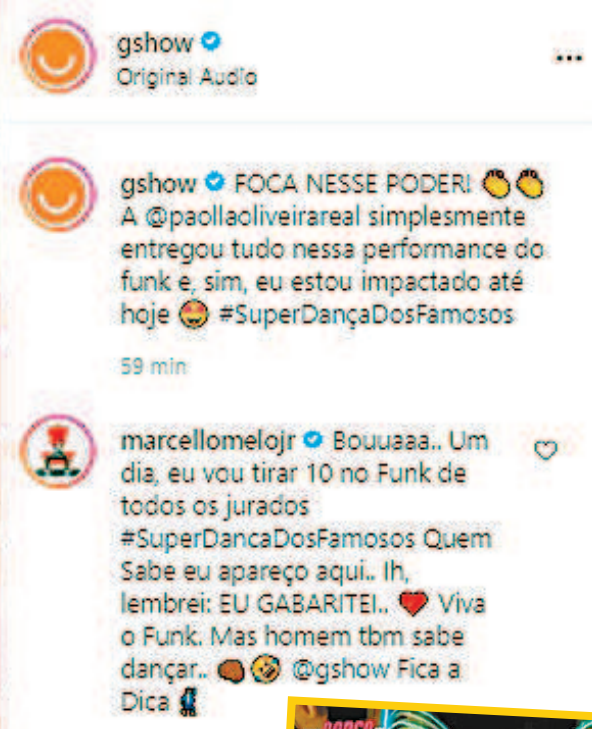 gshow
Original Audio
...
gshow FOCA NESSE PODER! 👏👏
A @paollaoliveirareal simplesmente
entregou tudo nessa performance do
funk e, sim, eu estou impactado até
hoje 🤩 #SuperDançaDosFamosos
59 min
marcellomelojr Bouuaaa.. Um
dia, eu vou tirar 10 no Funk de
todos os jurados
#SuperDancaDosFamosos Quem
Sabe eu apareço aqui.. Ih,
lembrei: EU GABARITEI.. ❤️ Viva
o Funk. Mas homem tbm sabe
dançar.. 👊🏾🤣 @gshow Fica a
Dica